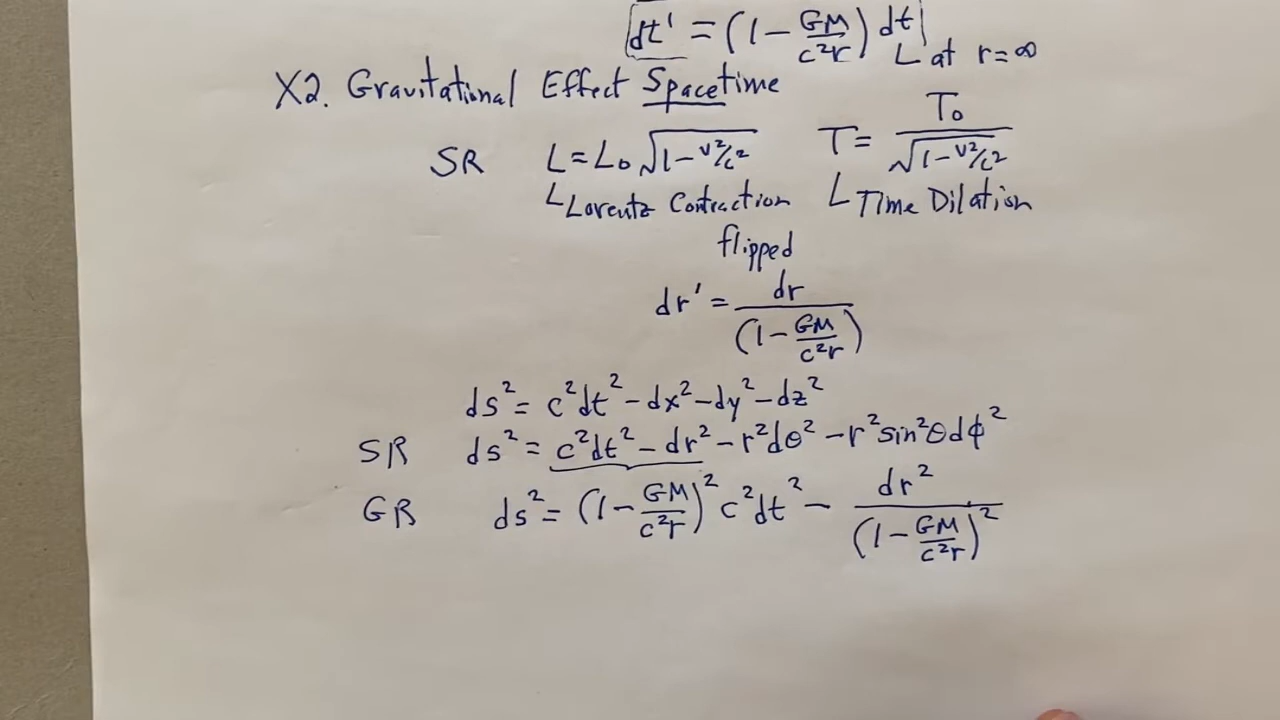 dt' = (1 - GM/c²r) dt
└ at r=∞
X2. Gravitational Effect Spacetime
SR L = L₀ √1-v²/c² T = T₀/√1-v²/c²
└ Lorentz Contraction └ Time Dilation
flipped
dr' = dr/(1 - GM/c²r)
ds² = c²dt² - dx² - dy² - dz²
SR ds² = c²dt² - dr² - r²dθ² - r²sin²θdϕ²
GR ds² = (1 - GM/c²r)² c²dt² - dr²/(1 - GM/c²r)²